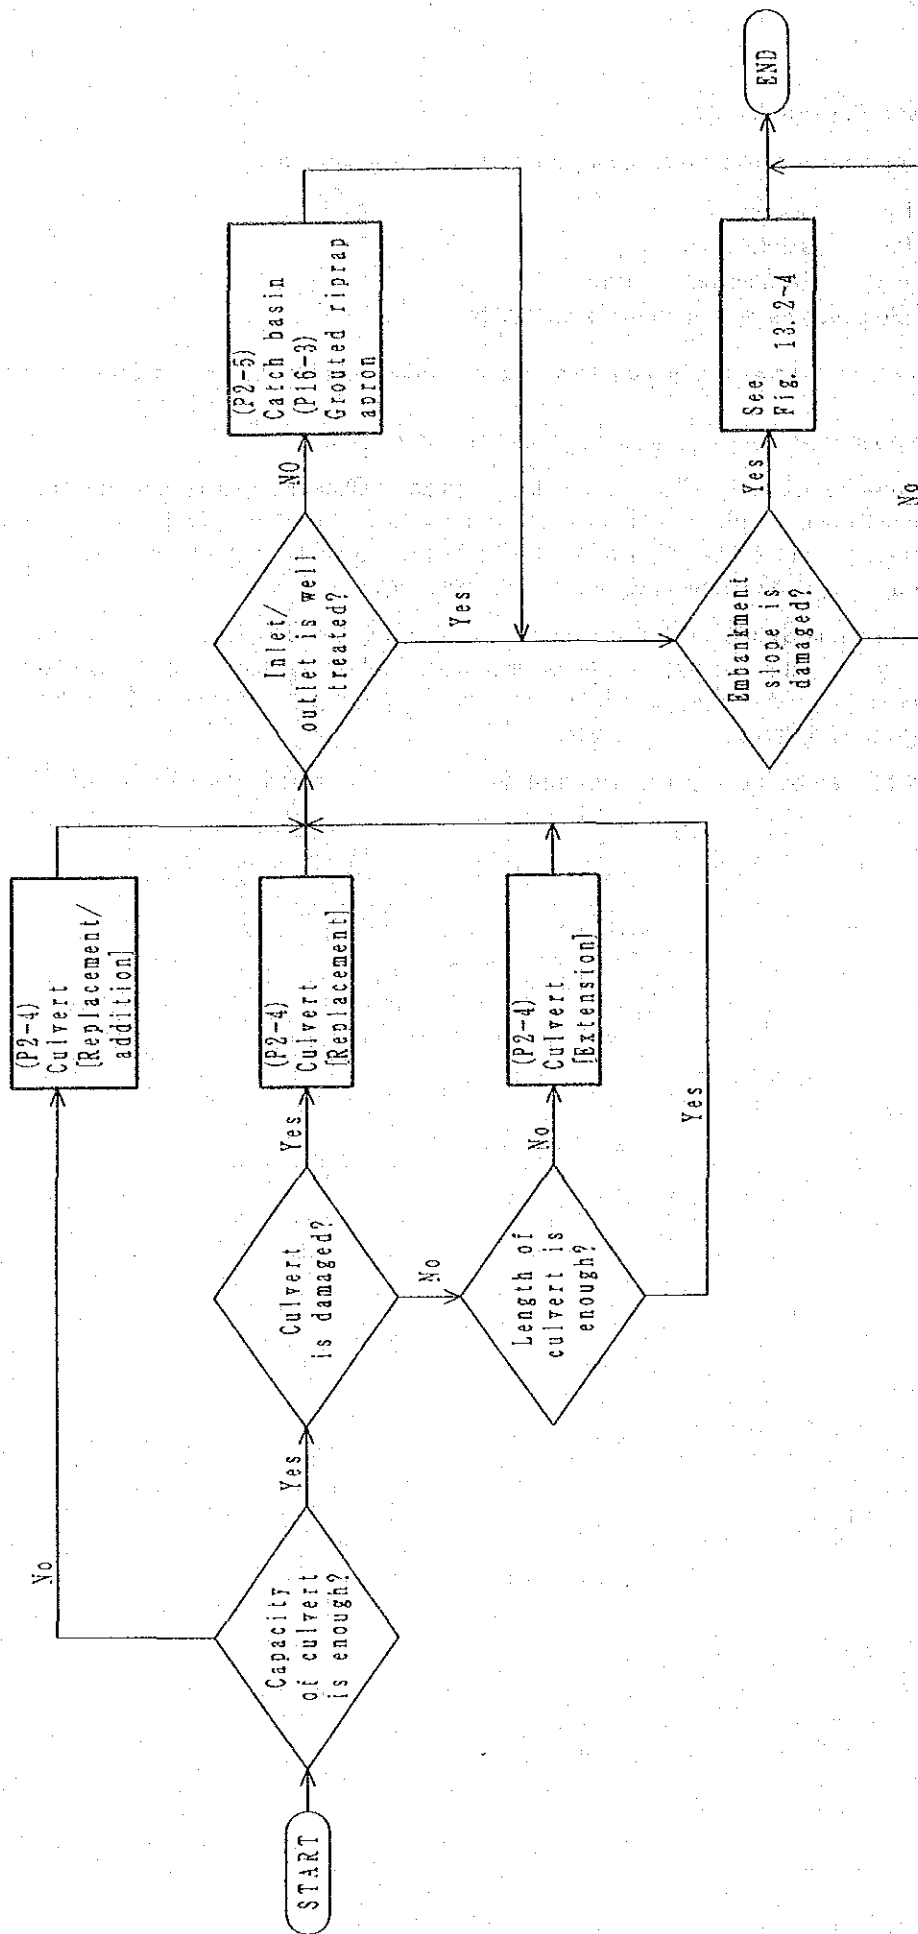 START
Capacity
of culvert
is enough?
No
Yes
(P2-4)
Culvert
[Replacement/
addition]
Culvert
is damaged?
Yes
(P2-4)
Culvert
[Replacement]
No
Length of
culvert is
enough?
No
(P2-4)
Culvert
[Extension]
Yes
Inlet/
outlet is well
treated?
NO
(P2-5)
Catch basin
(P16-3)
Grouted riprap
apron
Yes
Embankment
slope is
damaged?
Yes
See
Fig. 13.2-4
No
END